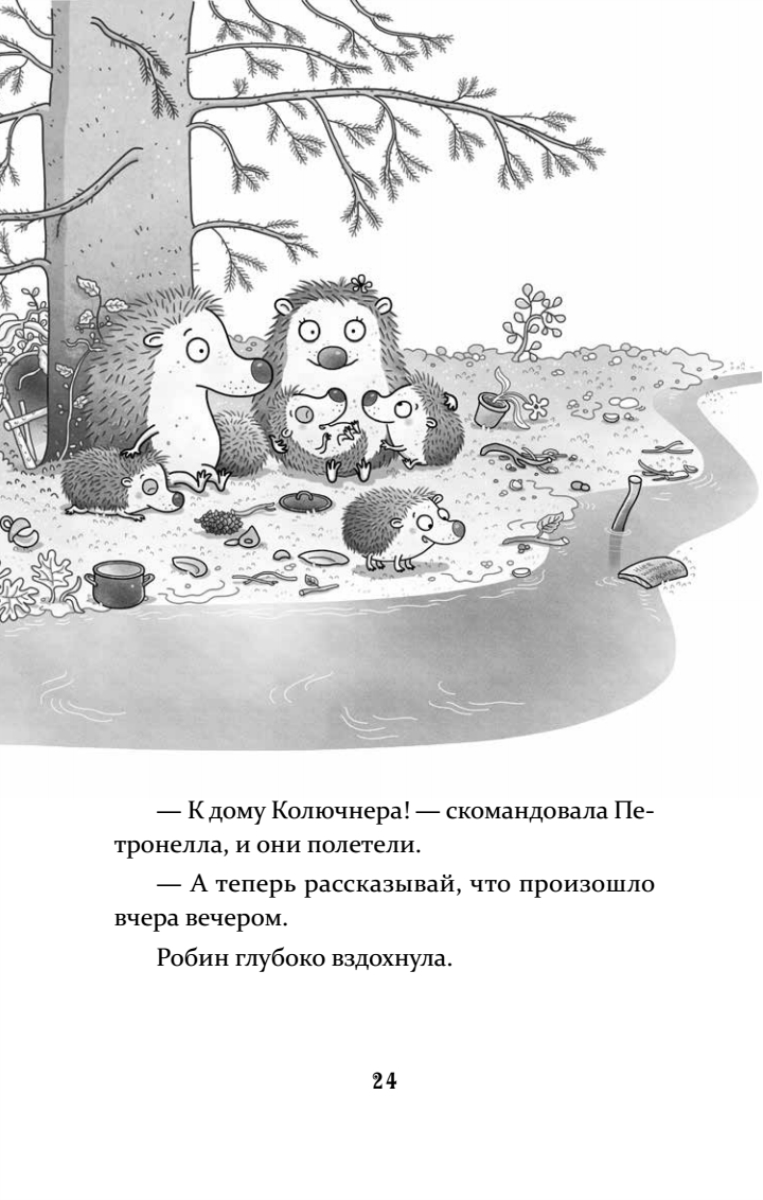 — К дому Колючнера! — скомандовала Пе-
тронелла, и они полетели.
— А теперь рассказывай, что произошло
вчера вечером.
Робин глубоко вздохнула.
24